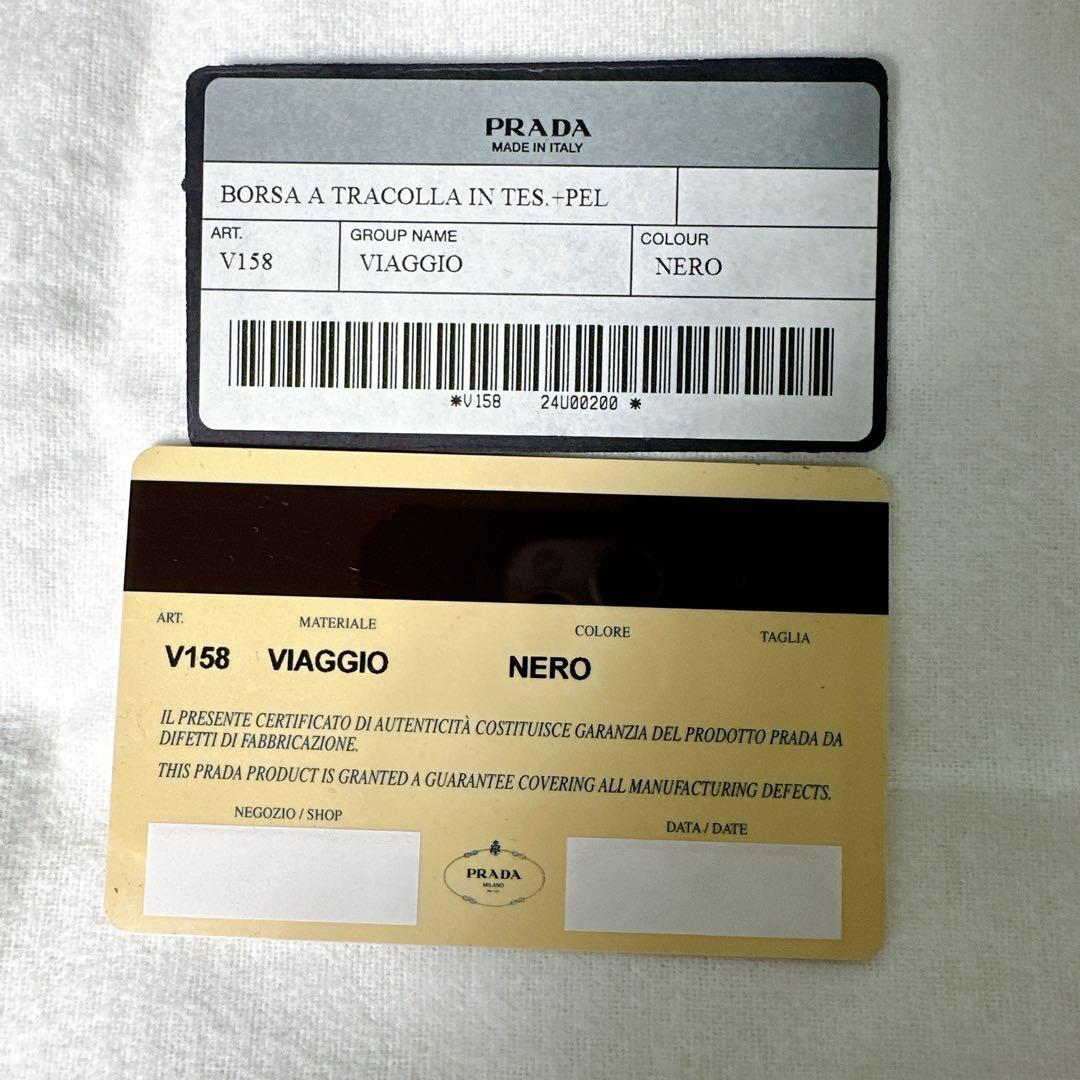 PRADA
MADE IN ITALY
BORSA A TRACOLLA IN TES.+PEL
ART. GROUP NAME COLOUR
V158 VIAGGIO NERO
*V158 24U00200 *
ART. MATERIALE COLORE TAGLIA
V158 VIAGGIO NERO
IL PRESENTE CERTIFICATO DI AUTENTICITÀ COSTITUISCE GARANZIA DEL PRODOTTO PRADA DA
DIFETTI DI FABBRICAZIONE.
THIS PRADA PRODUCT IS GRANTED A GUARANTEE COVERING ALL MANUFACTURING DEFECTS.
NEGOZIO / SHOP DATA / DATE
PRADA
MILANO